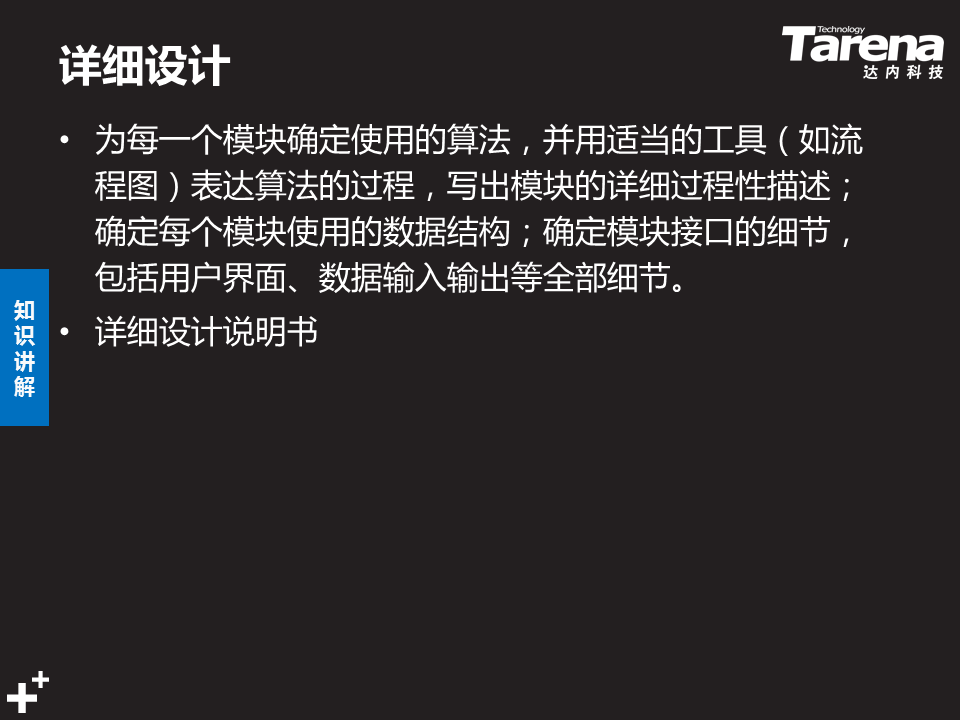 详细设计
Technology
Tarena
达内科技
• 为每一个模块确定使用的算法，并用适当的工具（如流
程图）表达算法的过程，写出模块的详细过程性描述；
确定每个模块使用的数据结构；确定模块接口的细节，
包括用户界面、数据输入输出等全部细节。
• 详细设计说明书
知
识
讲
解